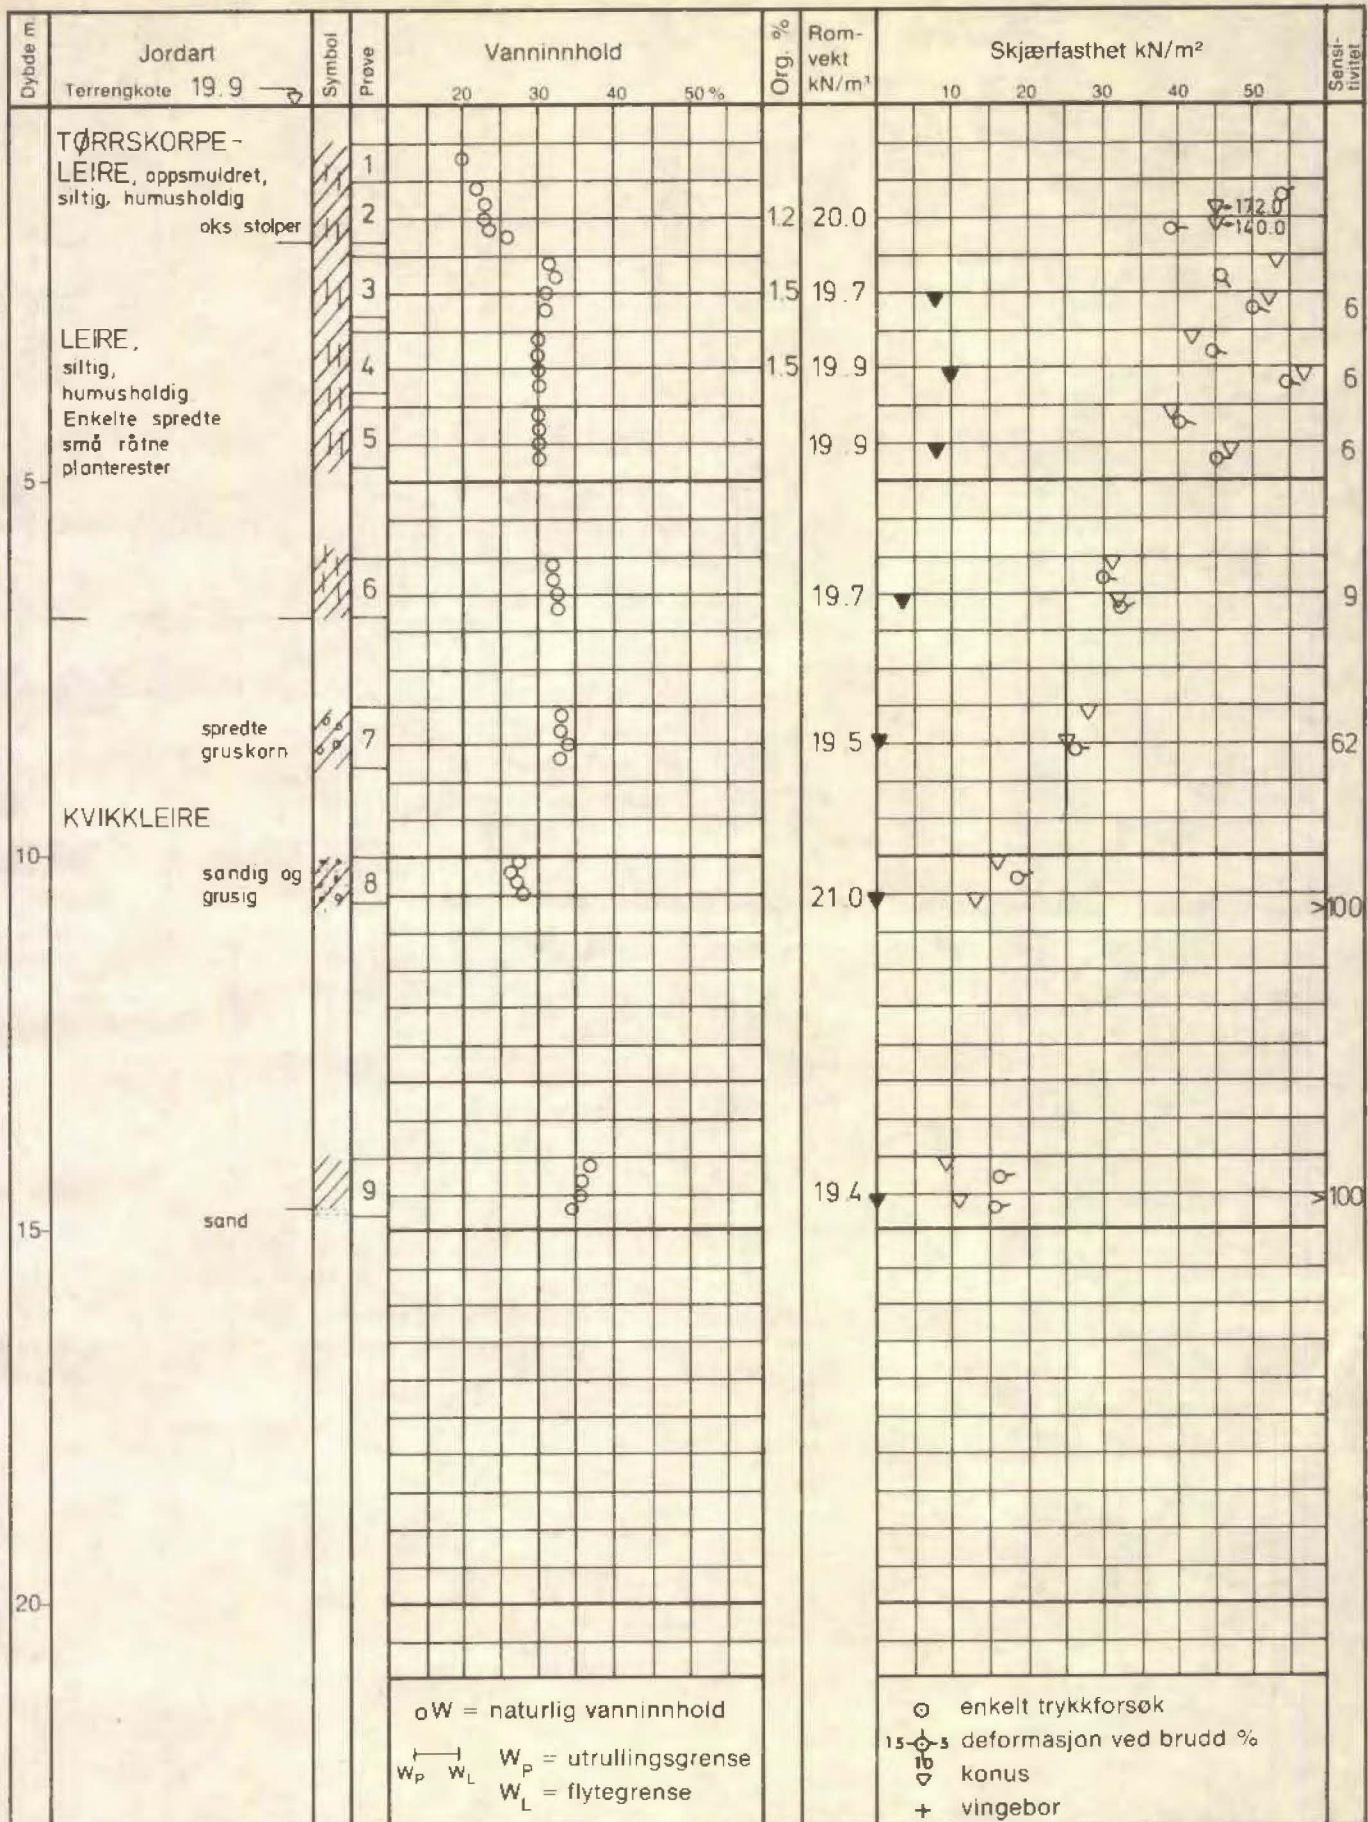 Dybde m.
Jordart
Terrengkote 19.9
Symbol
Prøve
Vanninnhold
20 30 40 50 %
Org. %
Rom-
vekt
kN/m³
Skjærfasthet kN/m²
10 20 30 40 50
Sensi-
tivitet
TØRRSKORPE-
LEIRE, oppsmuldret,
siltig, humusholdig
oks stolper
1
2
1.2 20.0
-172.0
-140.0
3
1.5 19.7
6
LEIRE,
siltig,
humusholdig
Enkelte spredte
små råtne
planterester
4
1.5 19.9
6
5
19.9
6
5
6
19.7
9
spredte
gruskorn
7
19.5
62
KVIKKLEIRE
10
sandig og
grusig
8
21.0
>100
9
19.4
>100
sand
15
20
o W = naturlig vanninnhold
Wp WL
Wp = utrullingsgrense
WL = flytegrense
enkelt trykkforsøk
15 5 deformasjon ved brudd %
10
konus
+ vingebor